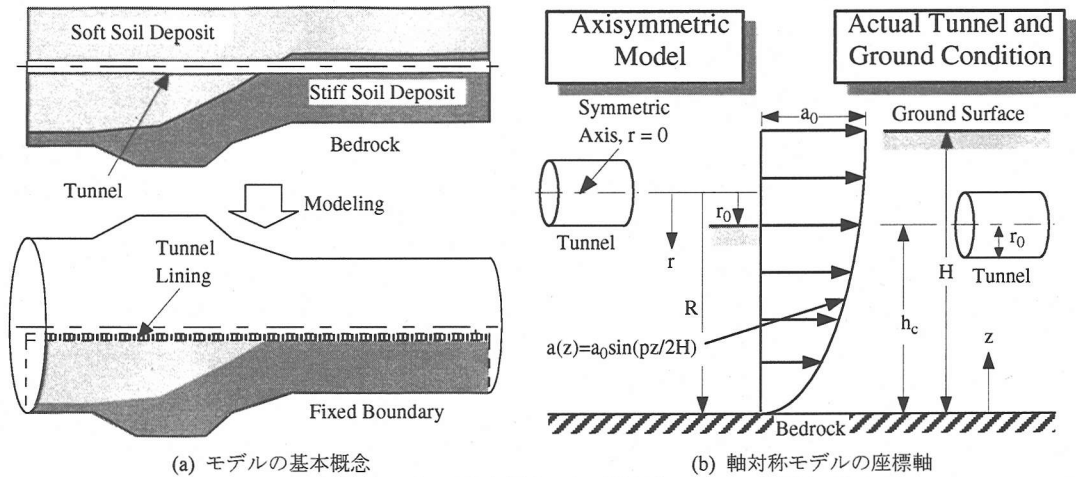 Soft Soil Deposit
Stiff Soil Deposit
Bedrock
Tunnel
Modeling
Tunnel
Lining
Fixed Boundary
(a) モデルの基本概念
Axisymmetric
Model
Actual Tunnel and
Ground Condition
Symmetric
Axis, r = 0
a0
Ground Surface
r0
Tunnel
r
R
H
r0
Tunnel
hc
z
a(z)=a0sin(pz/2H)
Bedrock
(b) 軸対称モデルの座標軸